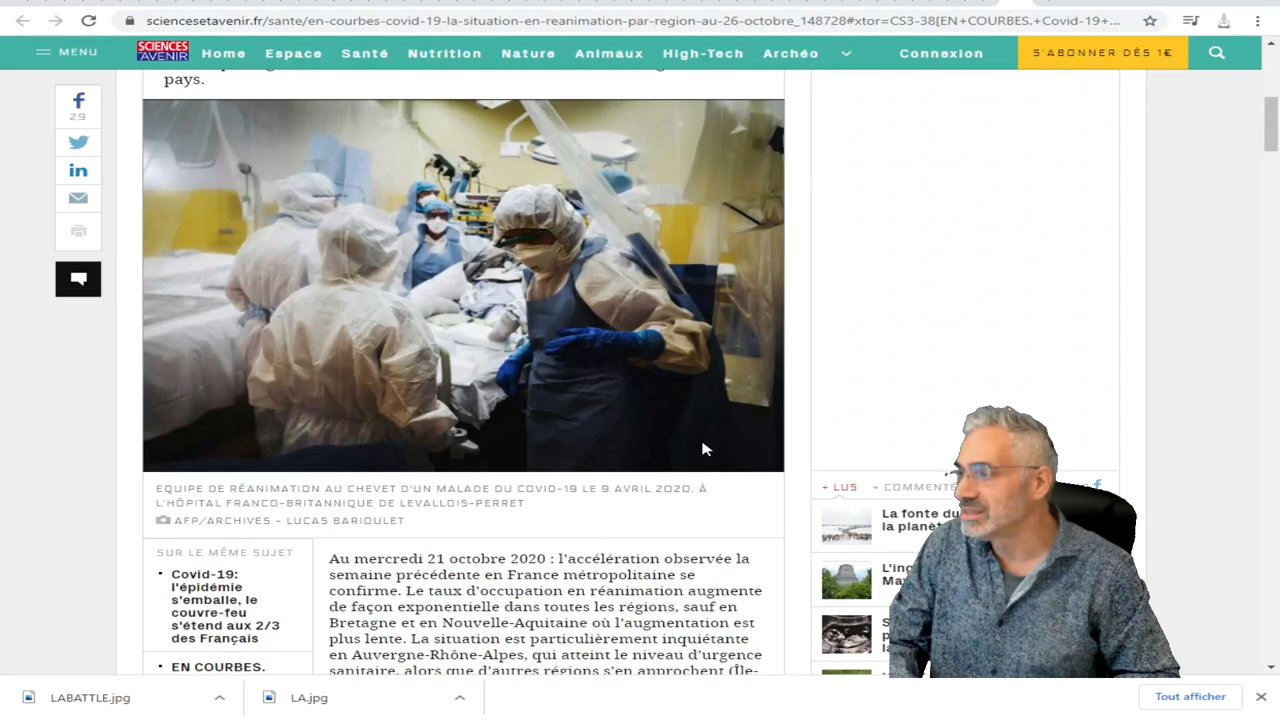 sciencesetavenir.fr/sante/en-courbes-covid-19-la-situation-en-reanimation-par-region-au-26-octobre_148728#xtor=CS3-38[EN+COURBES.+Covid-19+...
MENU
SCIENCES AVENIR
Home Espace Santé Nutrition Nature Animaux High-Tech Archéo Connexion S'ABONNER DÈS 1€
pays.
29
EQUIPE DE RÉANIMATION AU CHEVET D'UN MALADE DU COVID-19 LE 9 AVRIL 2020, À
L'HÔPITAL FRANCO-BRITANNIQUE DE LEVALLOIS-PERRET
AFP/ARCHIVES - LUCAS BARIOULET
SUR LE MÊME SUJET
Covid-19:
l'épidémie
s'emballe, le
couvre-feu
s'étend aux 2/3
des Français
EN COURBES.
Au mercredi 21 octobre 2020 : l'accélération observée la
semaine précédente en France métropolitaine se
confirme. Le taux d'occupation en réanimation augmente
de façon exponentielle dans toutes les régions, sauf en
Bretagne et en Nouvelle-Aquitaine où l'augmentation est
plus lente. La situation est particulièrement inquiétante
en Auvergne-Rhône-Alpes, qui atteint le niveau d'urgence
sanitaire, alors que d'autres régions s'en approchent (Île-
+ LUS + COMMENTÉ
La fonte du
la planèt
L'ing
Ma
LABATTLE.jpg
LA.jpg
Tout afficher